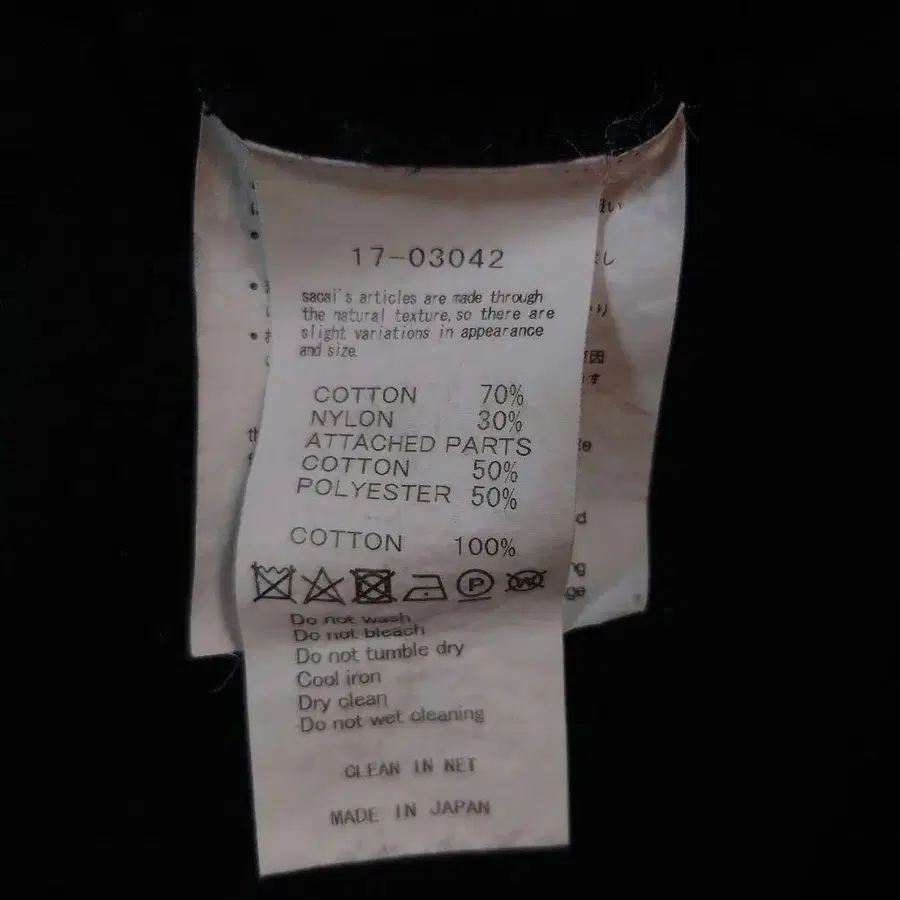 17-03042
sacai's articles are made through
the natural texture, so there are
slight variations in appearance
and size.
COTTON 70%
NYLON 30%
ATTACHED PARTS
COTTON 50%
POLYESTER 50%
COTTON 100%
P
W
Do not wash
Do not bleach
Do not tumble dry
Cool iron
Dry clean
Do not wet cleaning
CLEAN IN NET
MADE IN JAPAN